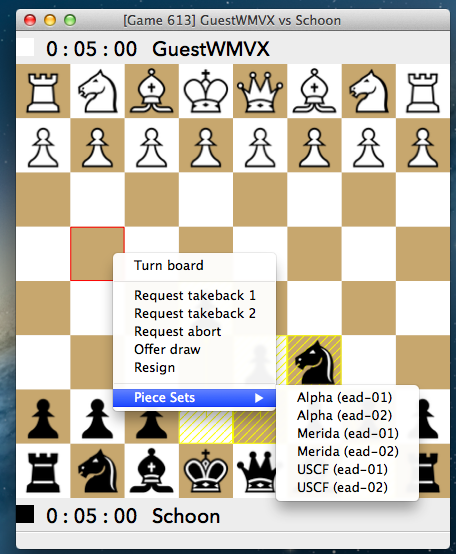 [Game 613] GuestWMVX vs Schoon
0:05:00 GuestWMVX
Turn board
Request takeback 1
Request takeback 2
Request abort
Offer draw
Resign
Piece Sets
Alpha (ead-01)
Alpha (ead-02)
Merida (ead-01)
Merida (ead-02)
USCF (ead-01)
USCF (ead-02)
0:05:00 Schoon